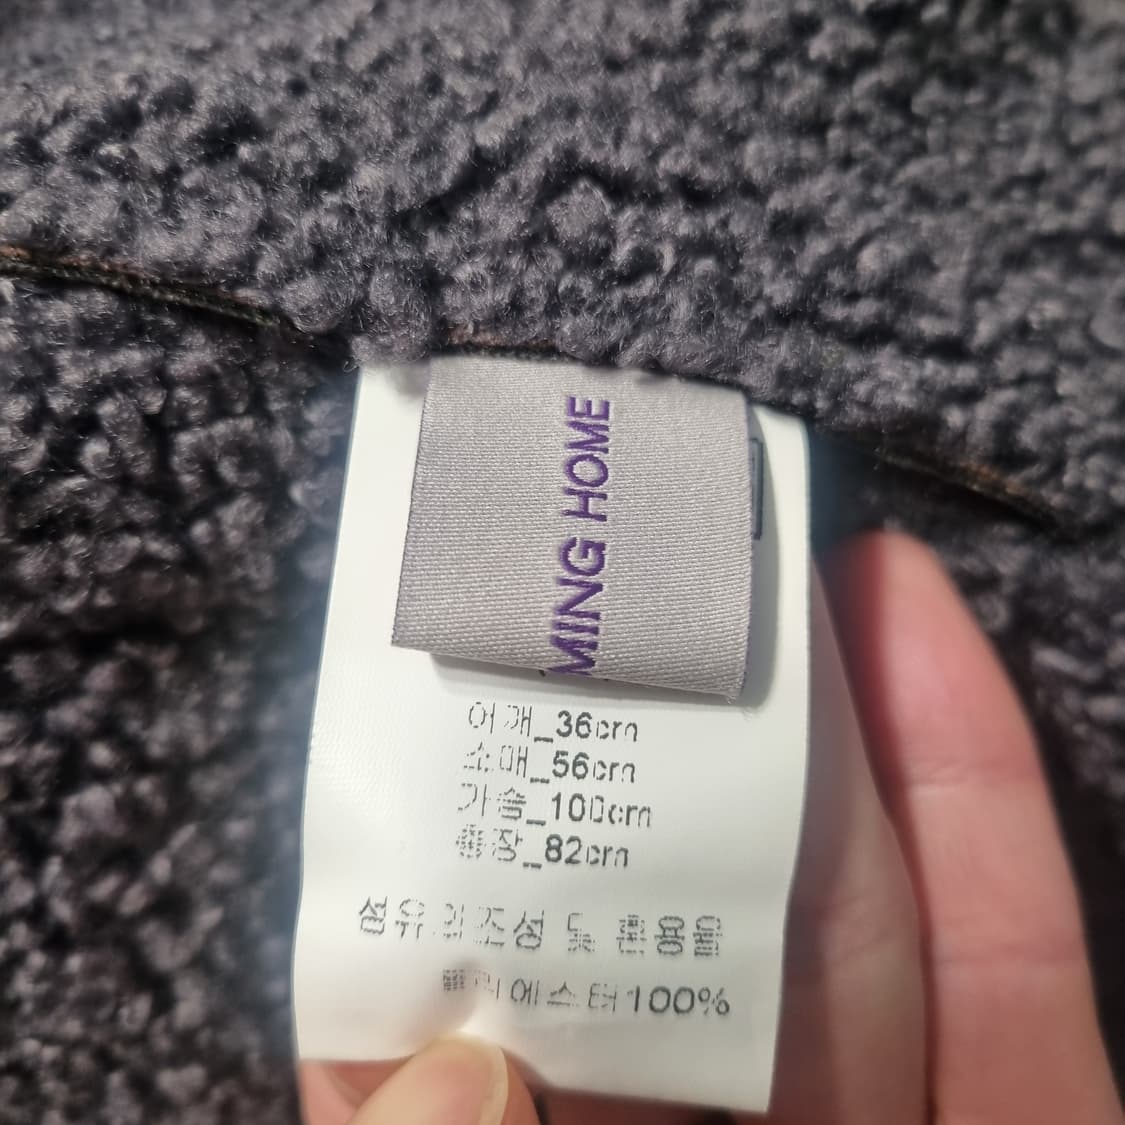 MING HOME
어깨_36cm
소매_56cm
가슴_100cm
총장_82cm
섬유의 조성 및 혼용율
폴리에스터100%